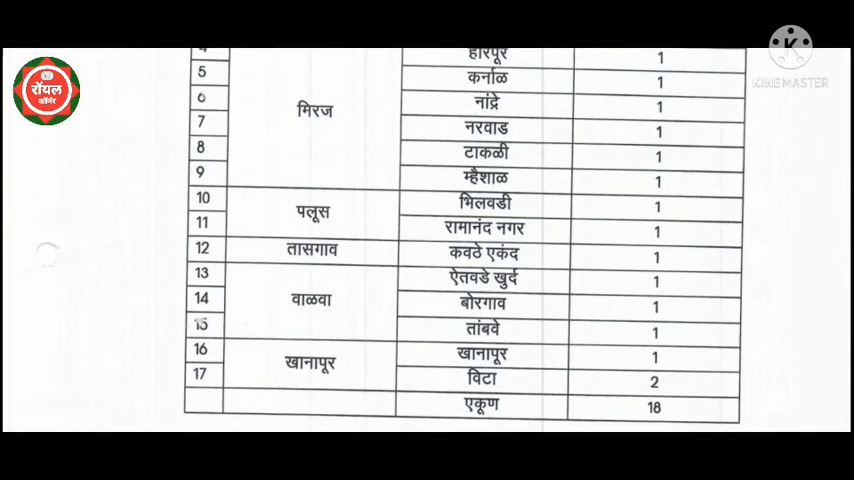 4 हरिपूर 1
5 कर्नाळ 1
6 मिरज नांद्रे 1
7 नरवाड 1
8 टाकळी 1
9 म्हैशाळ 1
10 पलूस भिलवडी 1
11 रामानंद नगर 1
12 तासगाव कवठे एकंद 1
13 ऐतवडे खुर्द 1
14 वाळवा बोरगाव 1
15 तांबवे 1
16 खानापूर खानापूर 1
17 विटा 2
एकूण 18
रॉयल
कॉर्नर
K
KINEMASTER